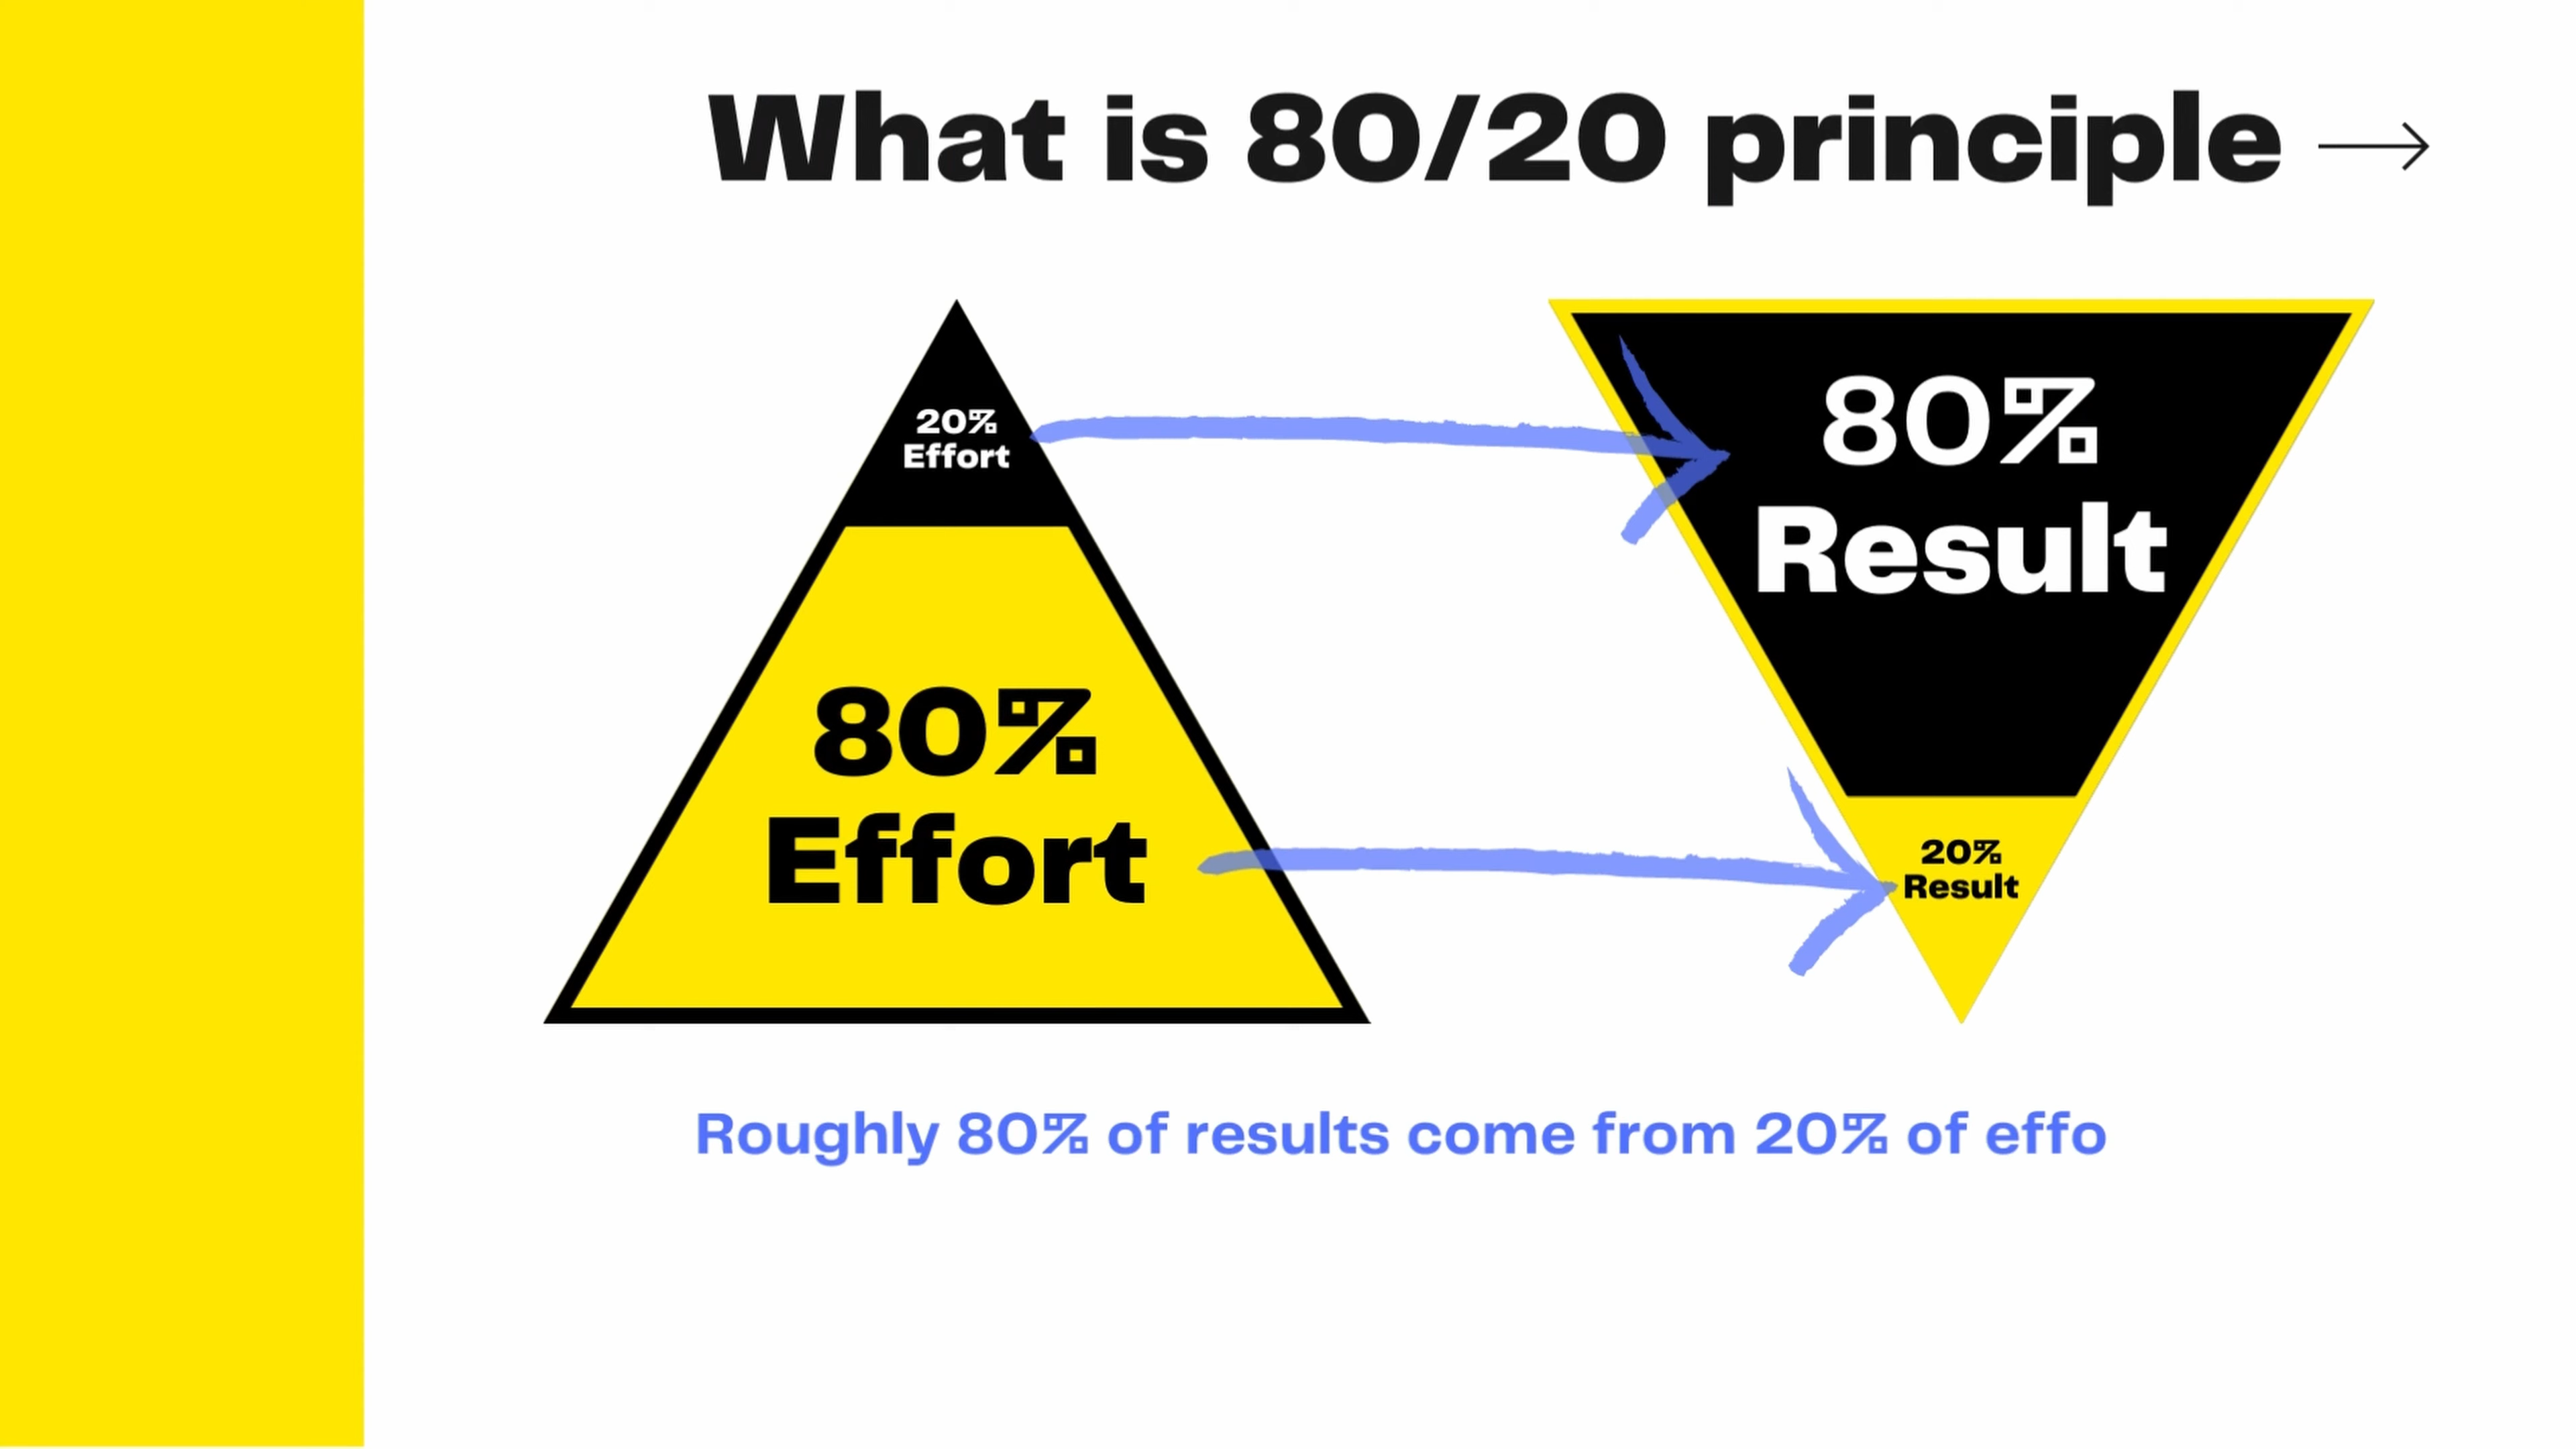 What is 80/20 principle
20%
Effort
80%
Effort
80%
Result
20%
Result
Roughly 80% of results come from 20% of effo